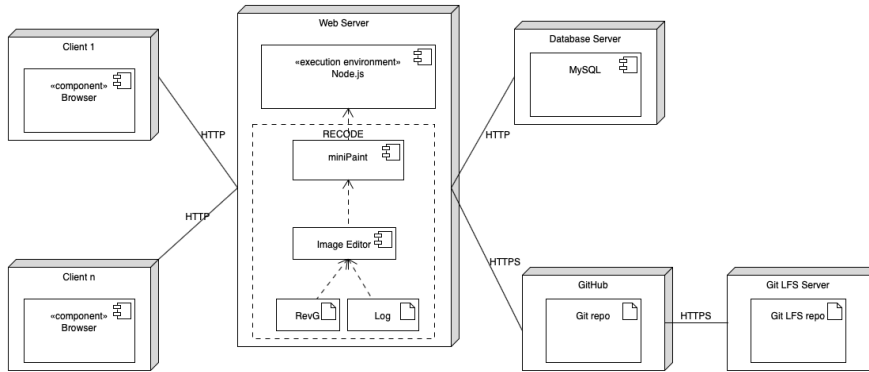 Client 1
«component»
Browser
HTTP
Client n
«component»
Browser
HTTP
Web Server
«execution environment»
Node.js
RECODE
miniPaint
Image Editor
RevG
Log
HTTP
Database Server
MySQL
HTTPS
GitHub
Git repo
HTTPS
Git LFS Server
Git LFS repo